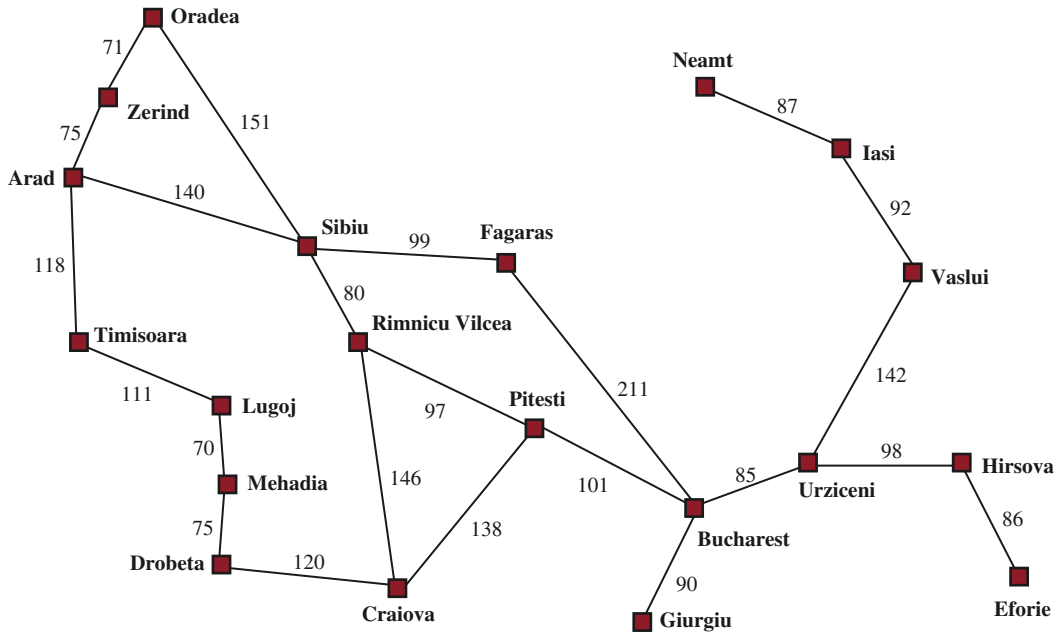 Oradea
71
Neamt
87
Zerind
151
75
Iasi
Arad
140
92
Sibiu
Fagaras
99
118
80
Vaslui
Timisoara
Rimnicu Vilcea
142
111
Lugoj
97
Pitesti
211
70
98
Hirsova
Mehadia
146
101
85
Urziceni
75
138
86
Bucharest
Drobeta
120
90
Craiova
Giurgiu
Eforie